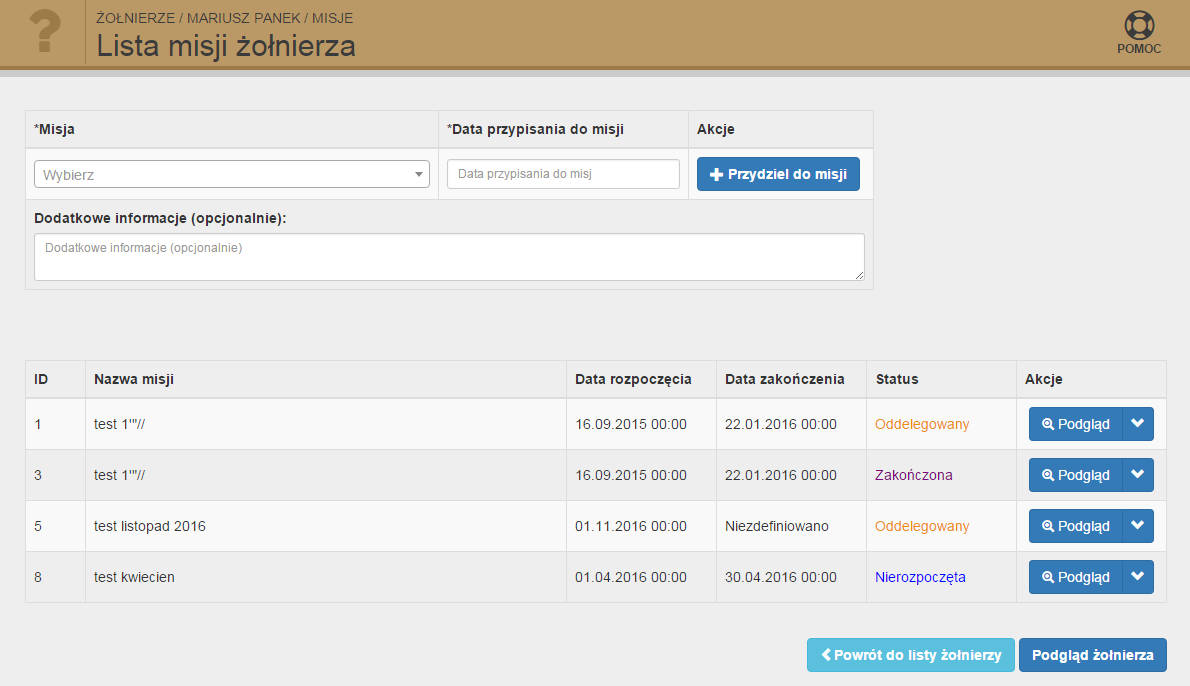 ?
ŻOŁNIERZE / MARIUSZ PANEK / MISJE
Lista misji żołnierza
POMOC
*Misja *Data przypisania do misji Akcje
Wybierz Data przypisania do misj Przydziel do misji
Dodatkowe informacje (opcjonalnie):
Dodatkowe informacje (opcjonalnie)
ID Nazwa misji Data rozpoczęcia Data zakończenia Status Akcje
1 test 1'"// 16.09.2015 00:00 22.01.2016 00:00 Oddelegowany Podgląd
3 test 1'"// 16.09.2015 00:00 22.01.2016 00:00 Zakończona Podgląd
5 test listopad 2016 01.11.2016 00:00 Niezdefiniowano Oddelegowany Podgląd
8 test kwiecien 01.04.2016 00:00 30.04.2016 00:00 Nierozpoczęta Podgląd
Powrót do listy żołnierzy Podgląd żołnierza